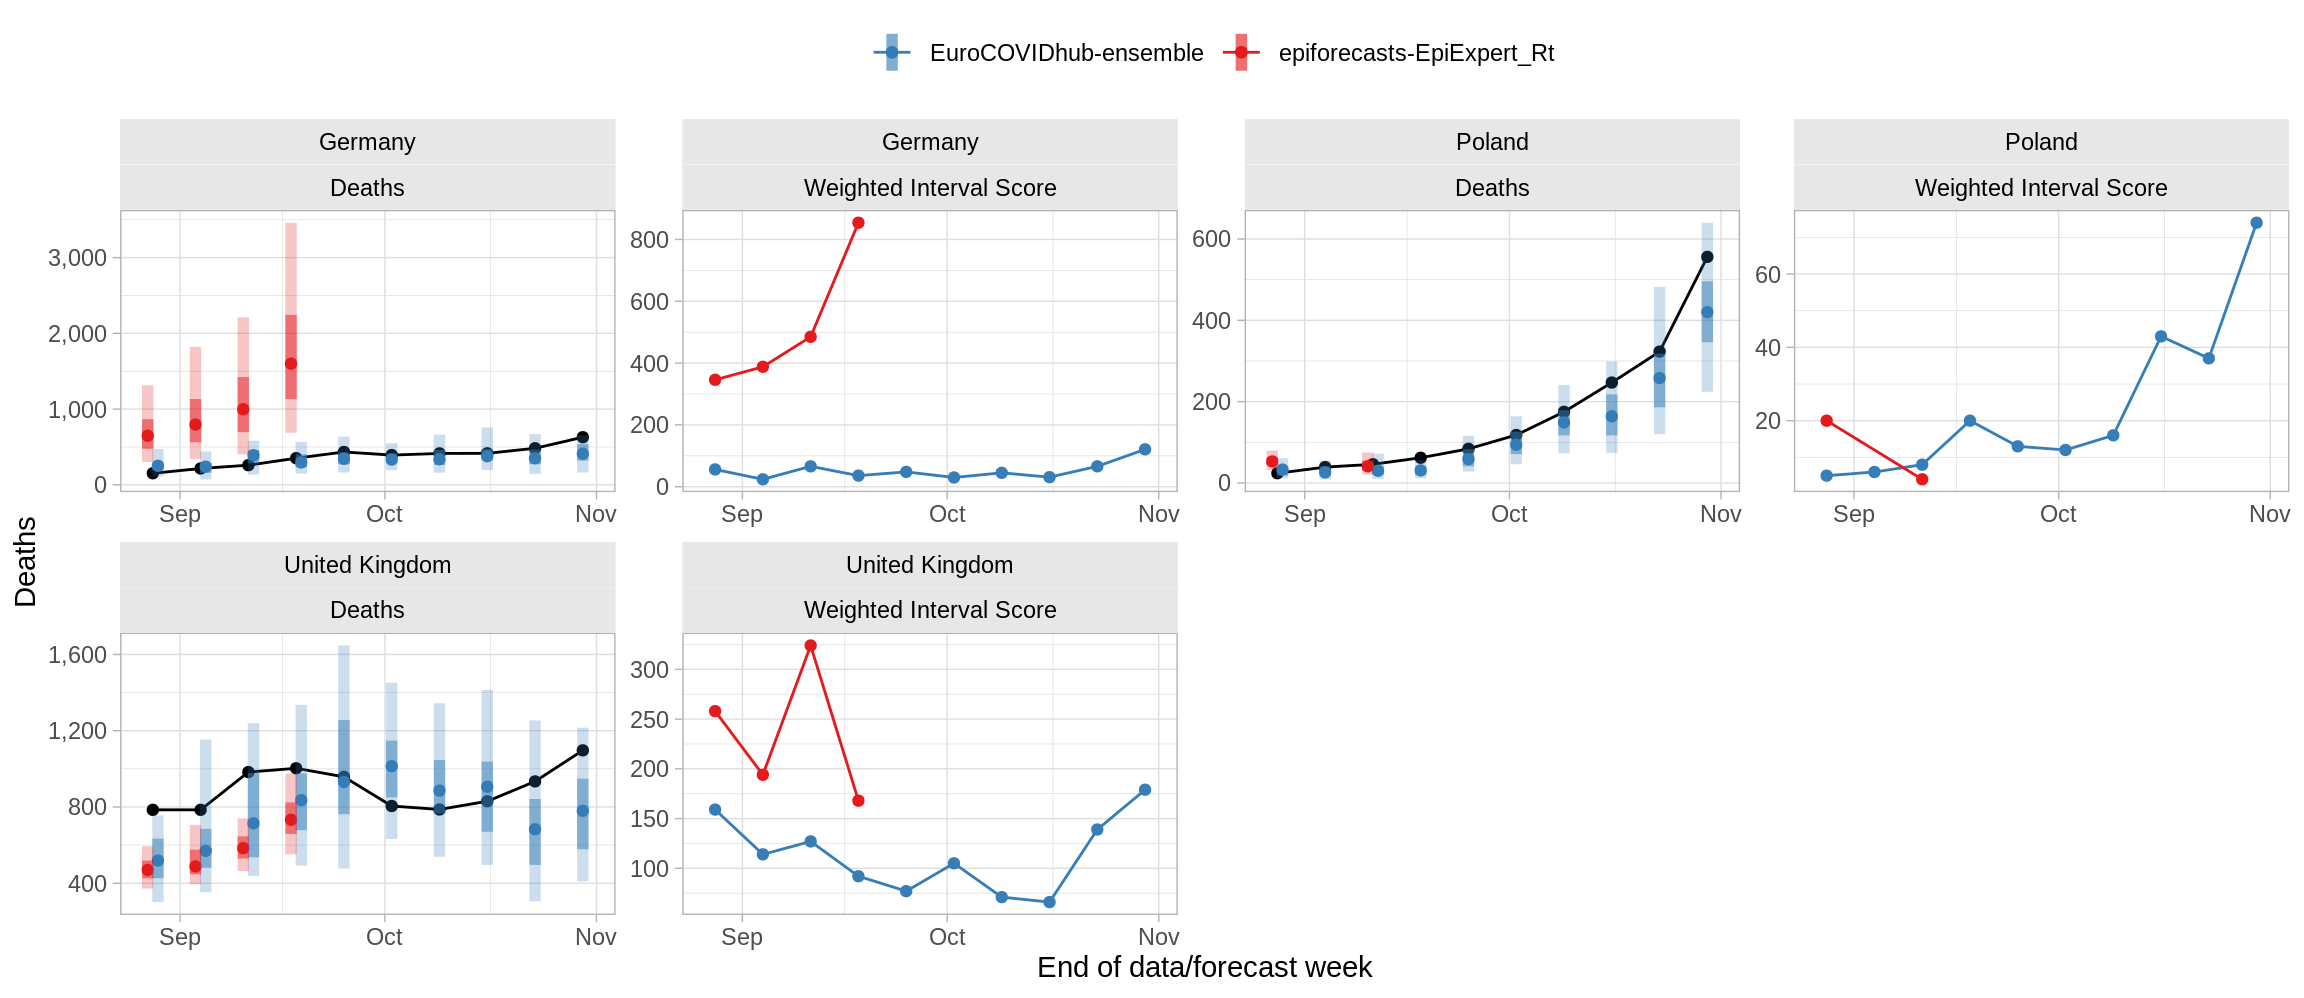 EuroCOVIDhub-ensemble epiforecasts-EpiExpert_Rt
Germany
Deaths
3,000
2,000
1,000
0
Sep Oct Nov
Germany
Weighted Interval Score
800
600
400
200
0
Sep Oct Nov
Poland
Deaths
600
400
200
0
Sep Oct Nov
Poland
Weighted Interval Score
60
40
20
Sep Oct Nov
Deaths
United Kingdom
Deaths
1,600
1,200
800
400
Sep Oct Nov
United Kingdom
Weighted Interval Score
300
250
200
150
100
Sep Oct Nov
End of data/forecast week